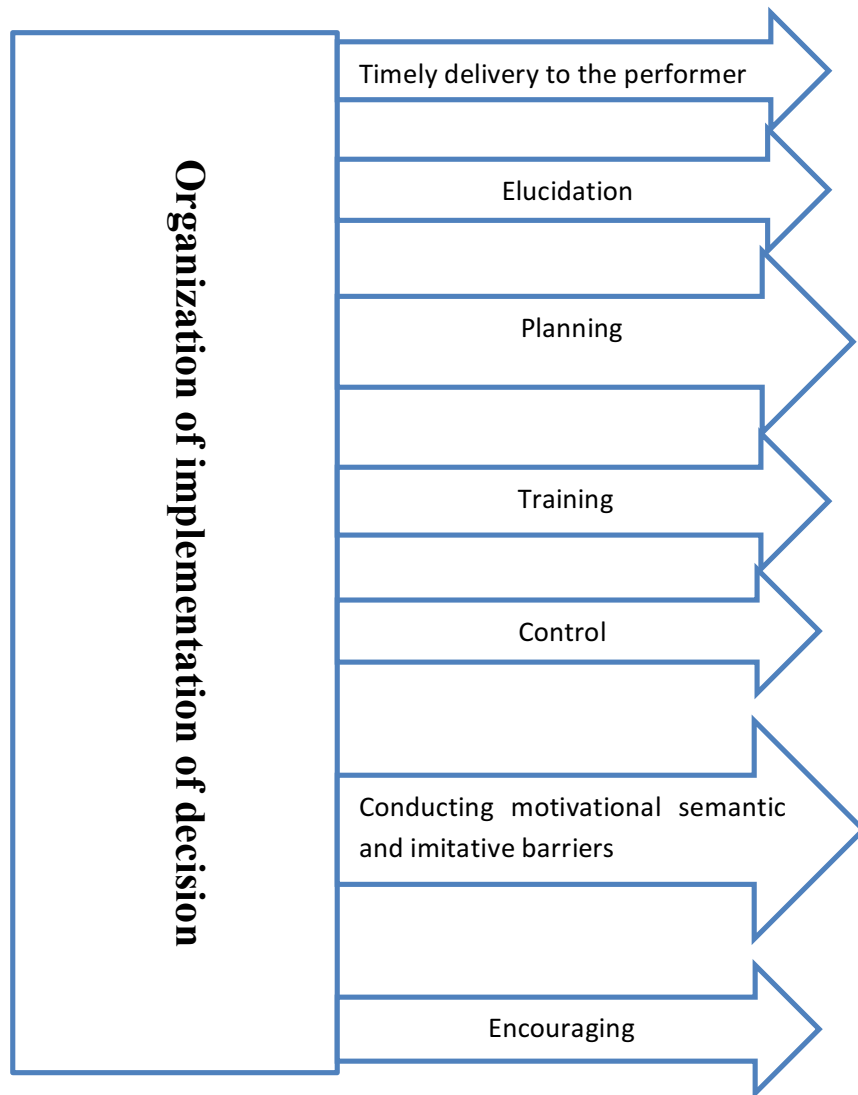 Organization of implementation of decision
Timely delivery to the performer
Elucidation
Planning
Training
Control
Conducting motivational semantic
and imitative barriers
Encouraging